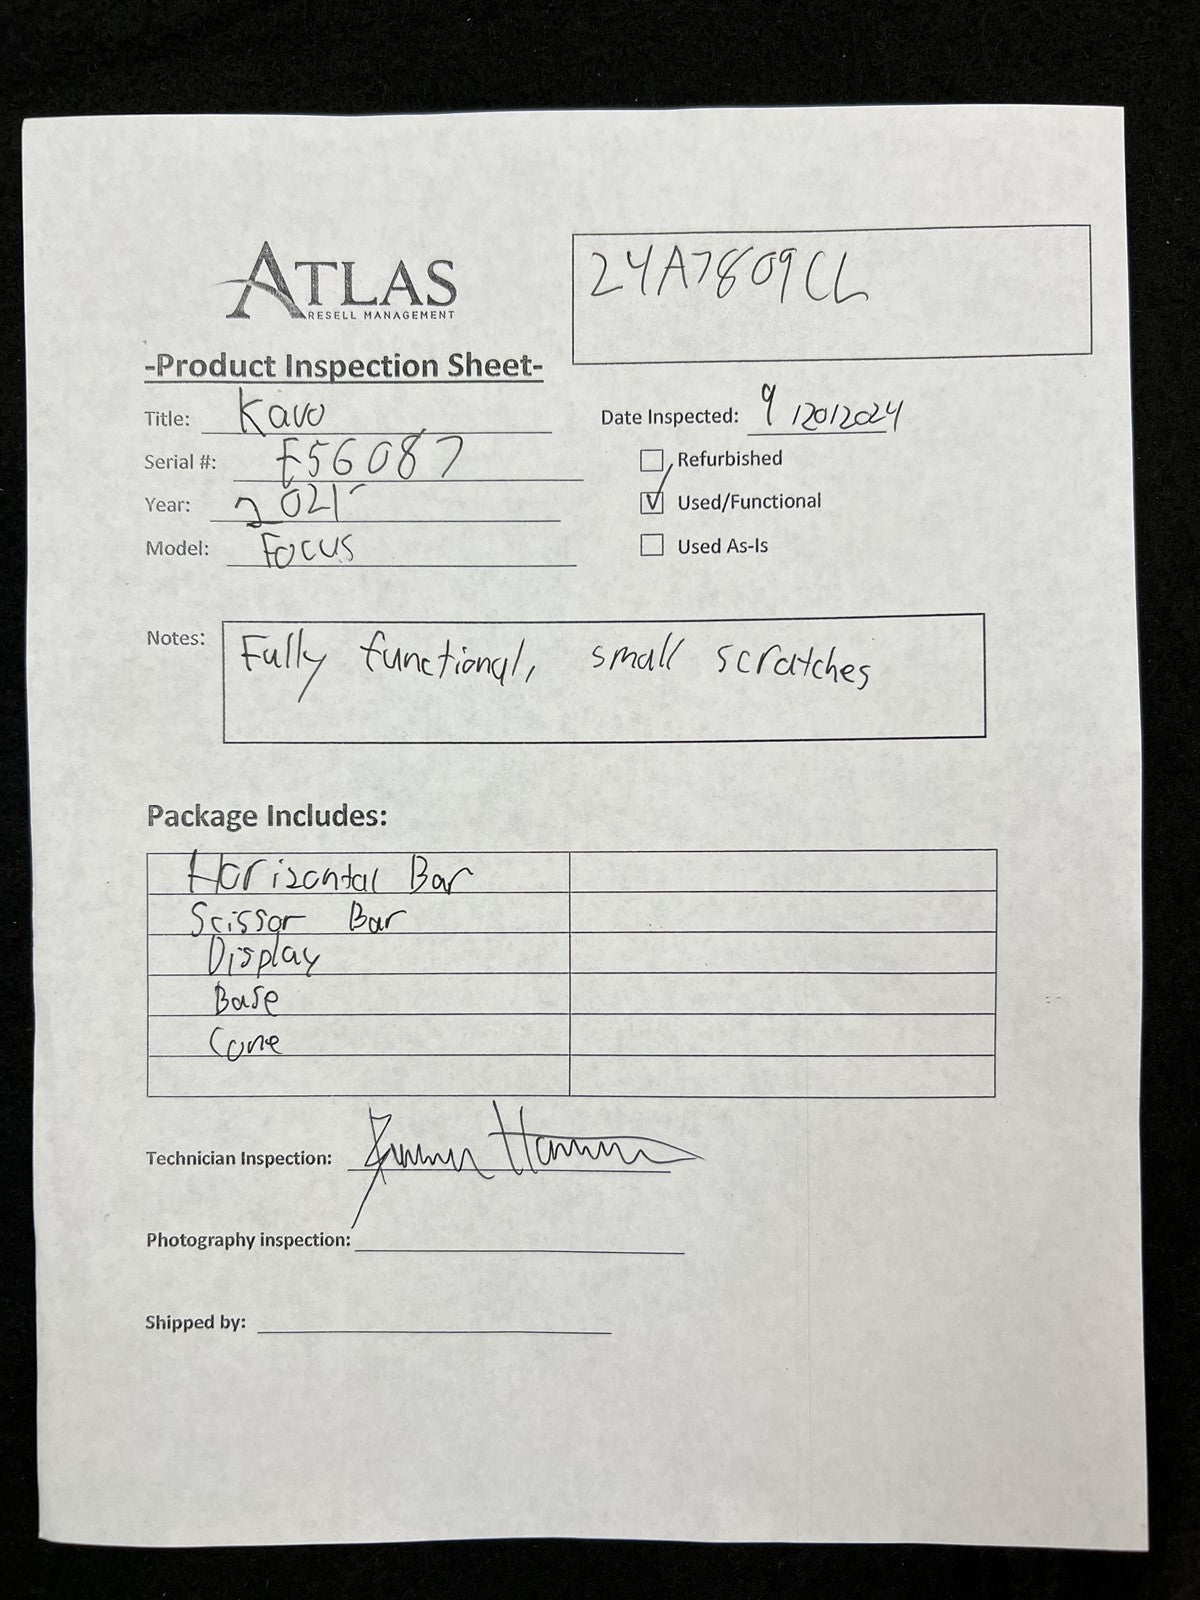 ATLAS
RESELL MANAGEMENT
24A7809CL
-Product Inspection Sheet-
Title: Kavo
Date Inspected: 9/20/2024
Serial #: E56087
Refurbished
Year: 2021
Used/Functional
Model: Focus
Used As-Is
Notes: Fully functional, small scratches
Package Includes:
Horizontal Bar
Scissor Bar
Display
Base
Cone
Technician Inspection:
Photography inspection:
Shipped by: